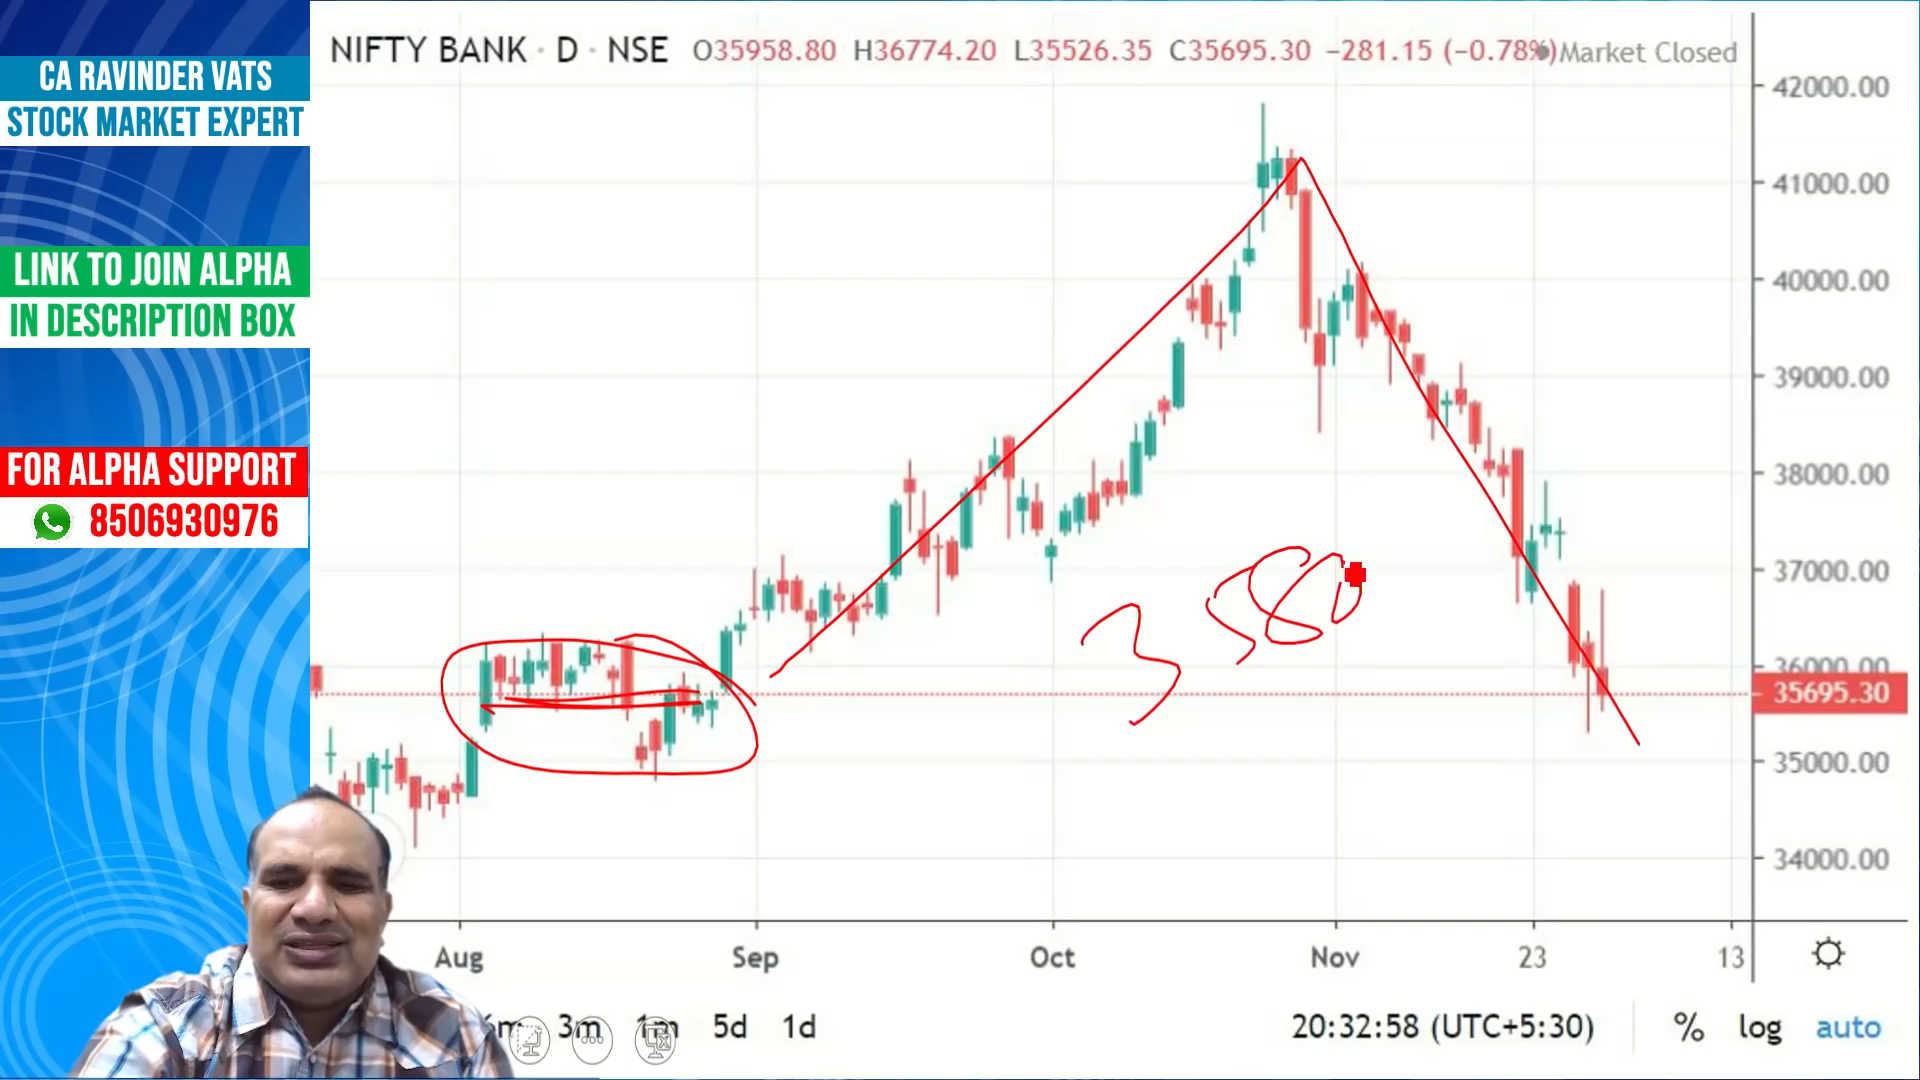 CA RAVINDER VATS
STOCK MARKET EXPERT
LINK TO JOIN ALPHA
IN DESCRIPTION BOX
FOR ALPHA SUPPORT
8506930976
NIFTY BANK · D · NSE O35958.80 H36774.20 L35526.35 C35695.30 −281.15 (−0.78%) Market Closed
42000.00
41000.00
40000.00
39000.00
38000.00
37000.00
36000.00
35695.30
35000.00
34000.00
3580
Aug Sep Oct Nov 23 13
3m 1m 5d 1d 20:32:58 (UTC+5:30) % log auto